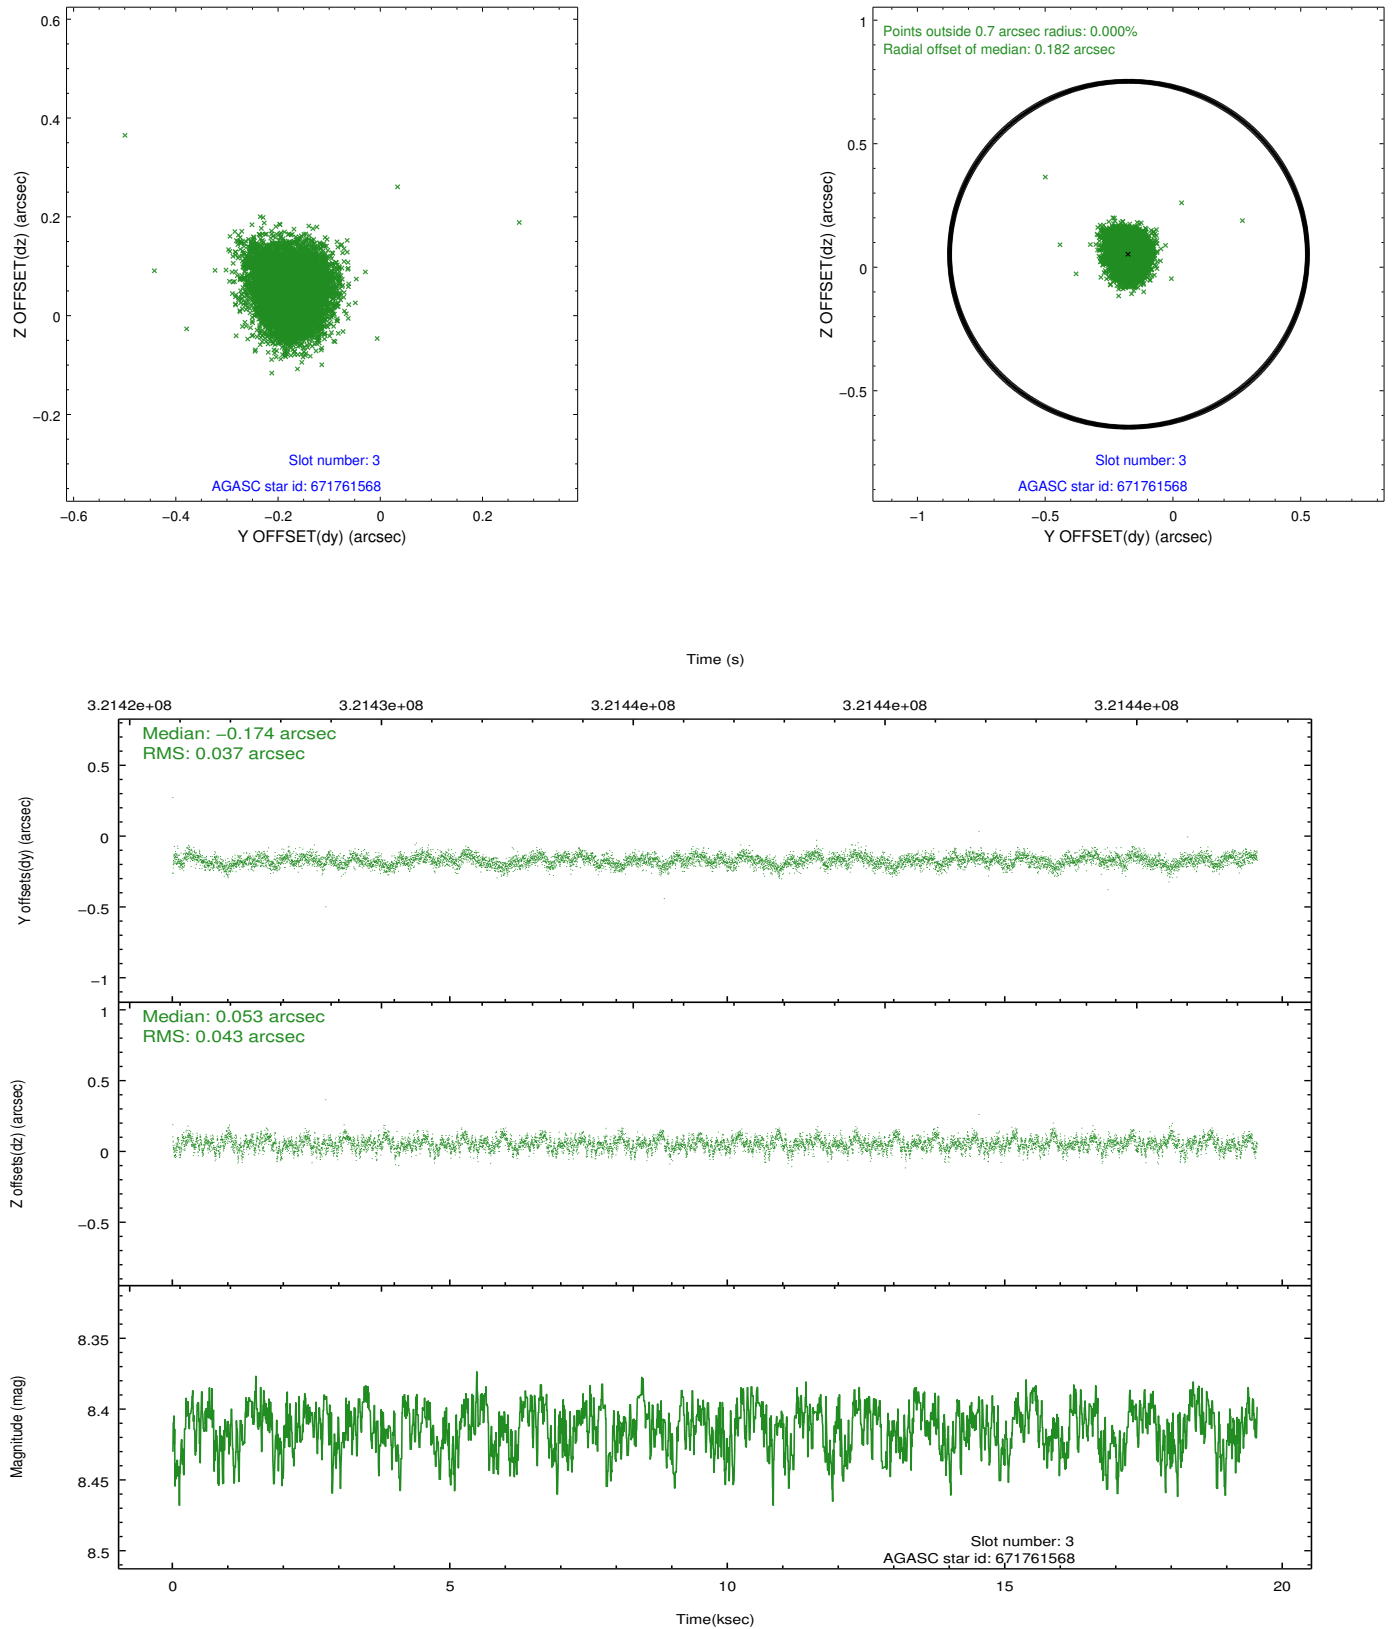 0.6
0.4
0.2
0
−0.2
Z OFFSET(dz) (arcsec)
Slot number: 3
AGASC star id: 671761568
−0.6 −0.4 −0.2 0 0.2
Y OFFSET(dy) (arcsec)
Points outside 0.7 arcsec radius: 0.000%
Radial offset of median: 0.182 arcsec
1
0.5
0
−0.5
Z OFFSET(dz) (arcsec)
Slot number: 3
AGASC star id: 671761568
−1 −0.5 0 0.5
Y OFFSET(dy) (arcsec)
Time (s)
3.2142e+08 3.2143e+08 3.2144e+08 3.2144e+08 3.2144e+08
Median: −0.174 arcsec
RMS: 0.037 arcsec
0.5
0
−0.5
−1
Y offsets(dy) (arcsec)
Median: 0.053 arcsec
RMS: 0.043 arcsec
1
0.5
0
−0.5
Z offsets(dz) (arcsec)
8.35
8.4
8.45
8.5
Magnitude (mag)
Slot number: 3
AGASC star id: 671761568
0 5 10 15 20
Time(ksec)